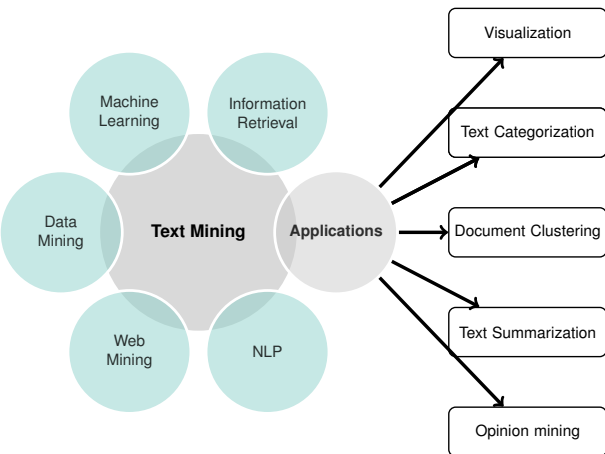 Visualization
Machine
Learning
Information
Retrieval
Text Categorization
Data
Mining
Text Mining
Applications
Document Clustering
Web
Mining
NLP
Text Summarization
Opinion mining